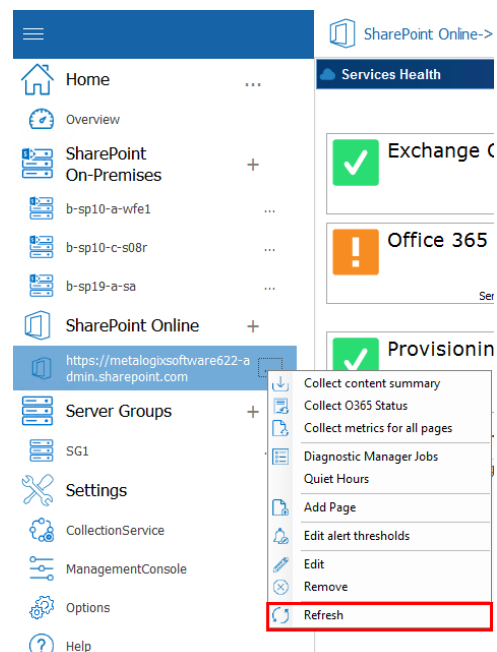 SharePoint Online->
Home
...
Services Health
Overview
SharePoint
On-Premises
+
Exchange
b-sp10-a-wfe1
...
b-sp10-c-s08r
...
Office 365
b-sp19-a-sa
...
SharePoint Online
+
https://metalogixsoftware622-a
dmin.sharepoint.com
...
Provisionin
Collect content summary
Collect O365 Status
Collect metrics for all pages
Server Groups
+
SG1
Diagnostic Manager Jobs
Quiet Hours
Settings
Add Page
CollectionService
Edit alert thresholds
ManagementConsole
Edit
Remove
Options
Refresh
Help